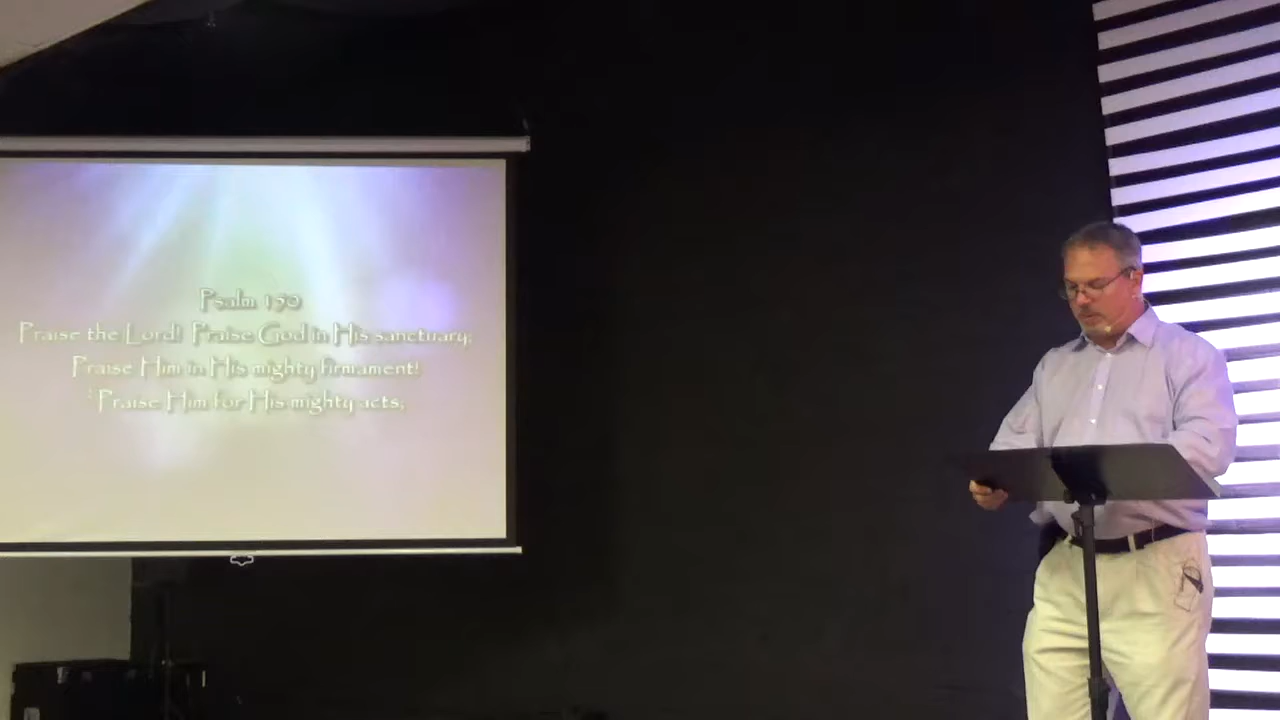 Psalm 150
Praise the Lord! Praise God in His sanctuary;
Praise Him in His mighty firmament!
Praise Him for His mighty acts;